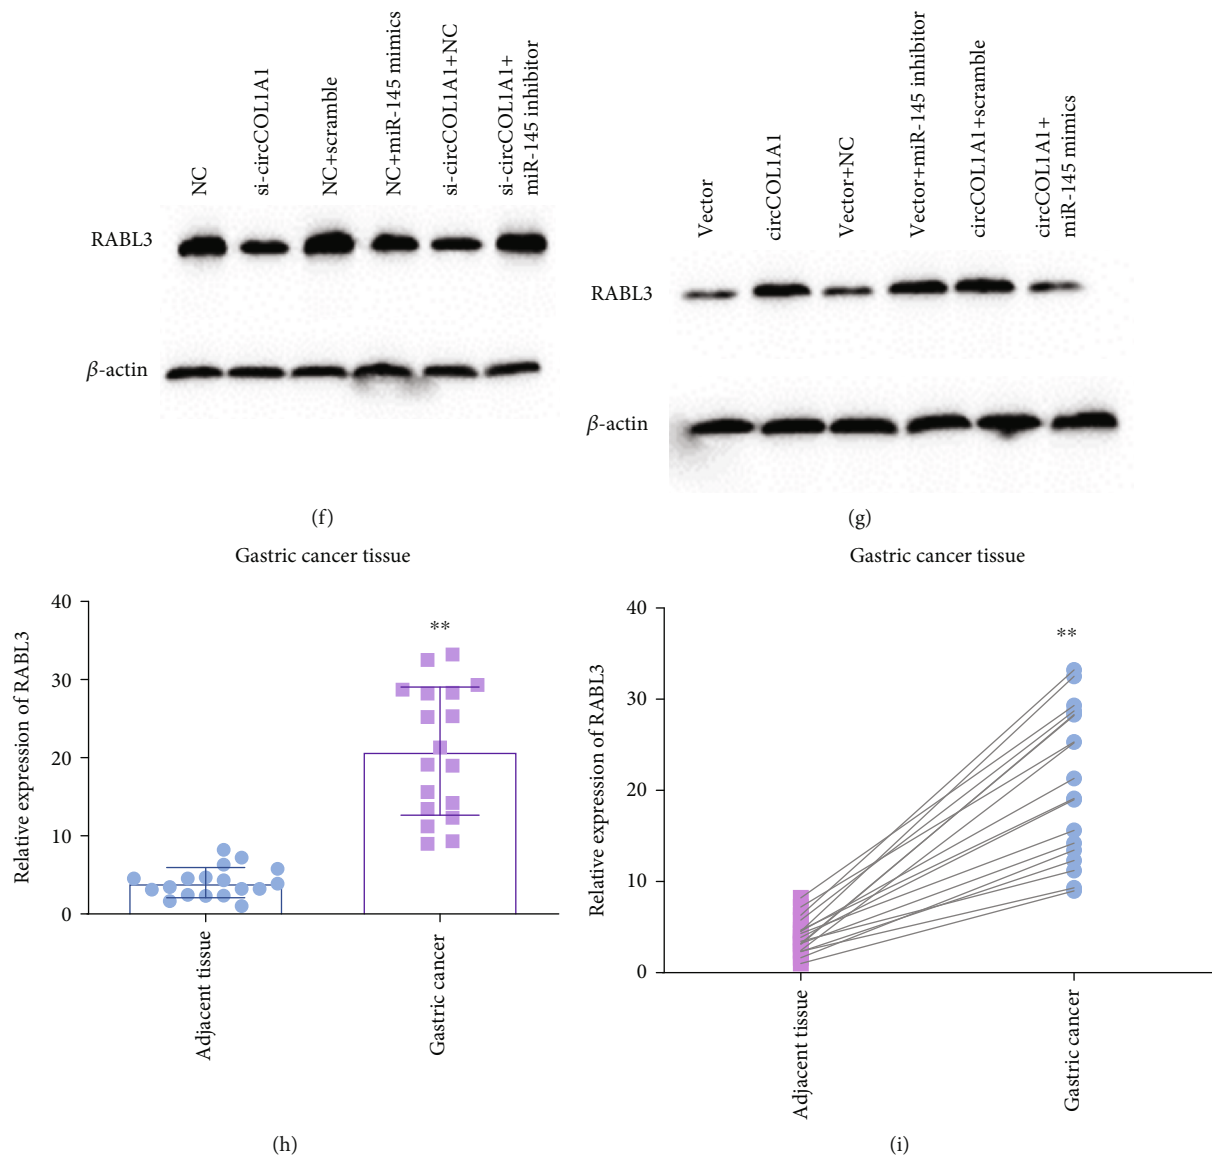 NC
si-circCOL1A1
NC+scramble
NC+miR-145 mimics
si-circCOL1A1+NC
si-circCOL1A1+
miR-145 inhibitor
RABL3
β-actin
(f)
Vector
circCOL1A1
Vector+NC
Vector+miR-145 inhibitor
circCOL1A1+scramble
circCOL1A1+
miR-145 mimics
RABL3
β-actin
(g)
Gastric cancer tissue
Relative expression of RABL3
40
30
20
10
0
**
Adjacent tissue
Gastric cancer
(h)
Gastric cancer tissue
Relative expression of RABL3
40
30
20
10
0
**
Adjacent tissue
Gastric cancer
(i)